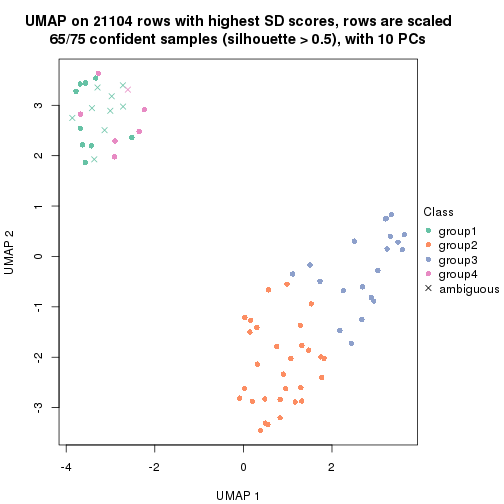 UMAP on 21104 rows with highest SD scores, rows are scaled
65/75 confident samples (silhouette > 0.5), with 10 PCs
3
2
1
0
-1
-2
-3
UMAP 2
-4
-2
0
2
UMAP 1
Class
group1
group2
group3
group4
ambiguous